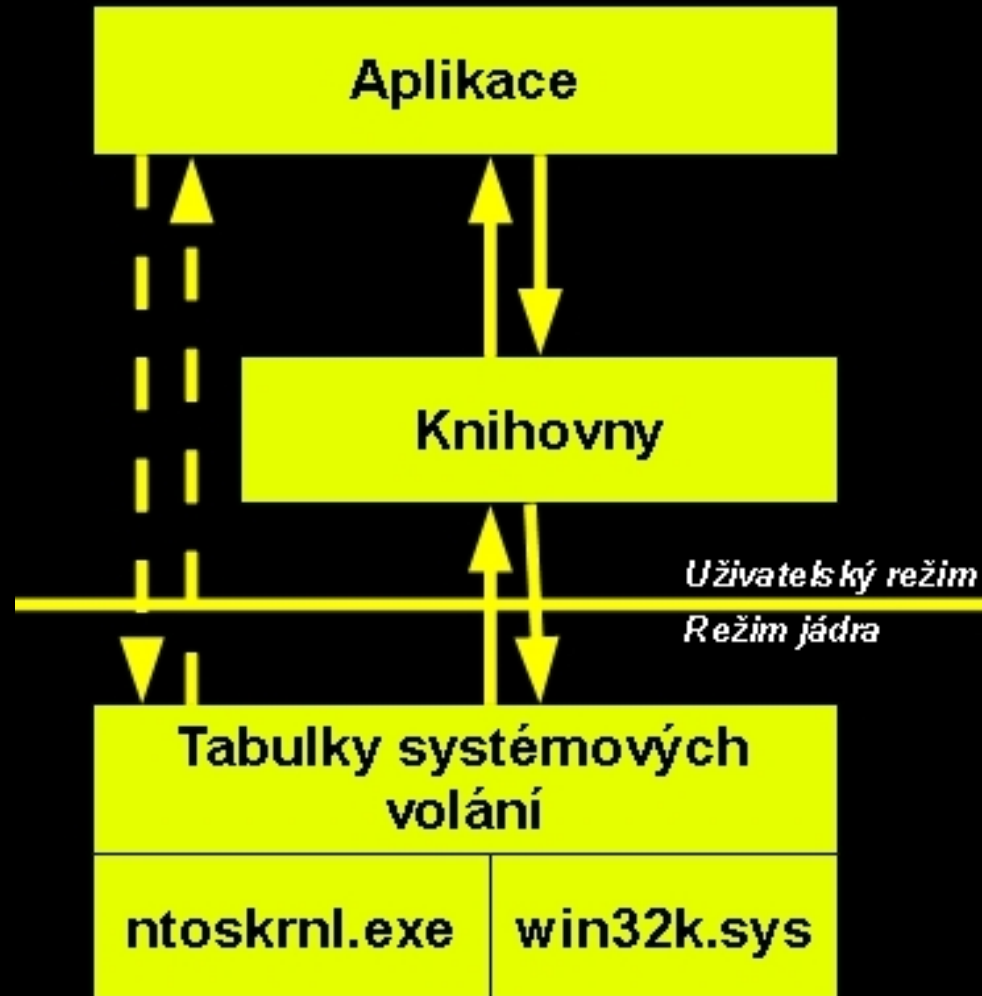 Aplikace
Knihovny
Uživatelský režim
Režim jádra
Tabulky systémových
volání
ntoskrnl.exe
win32k.sys